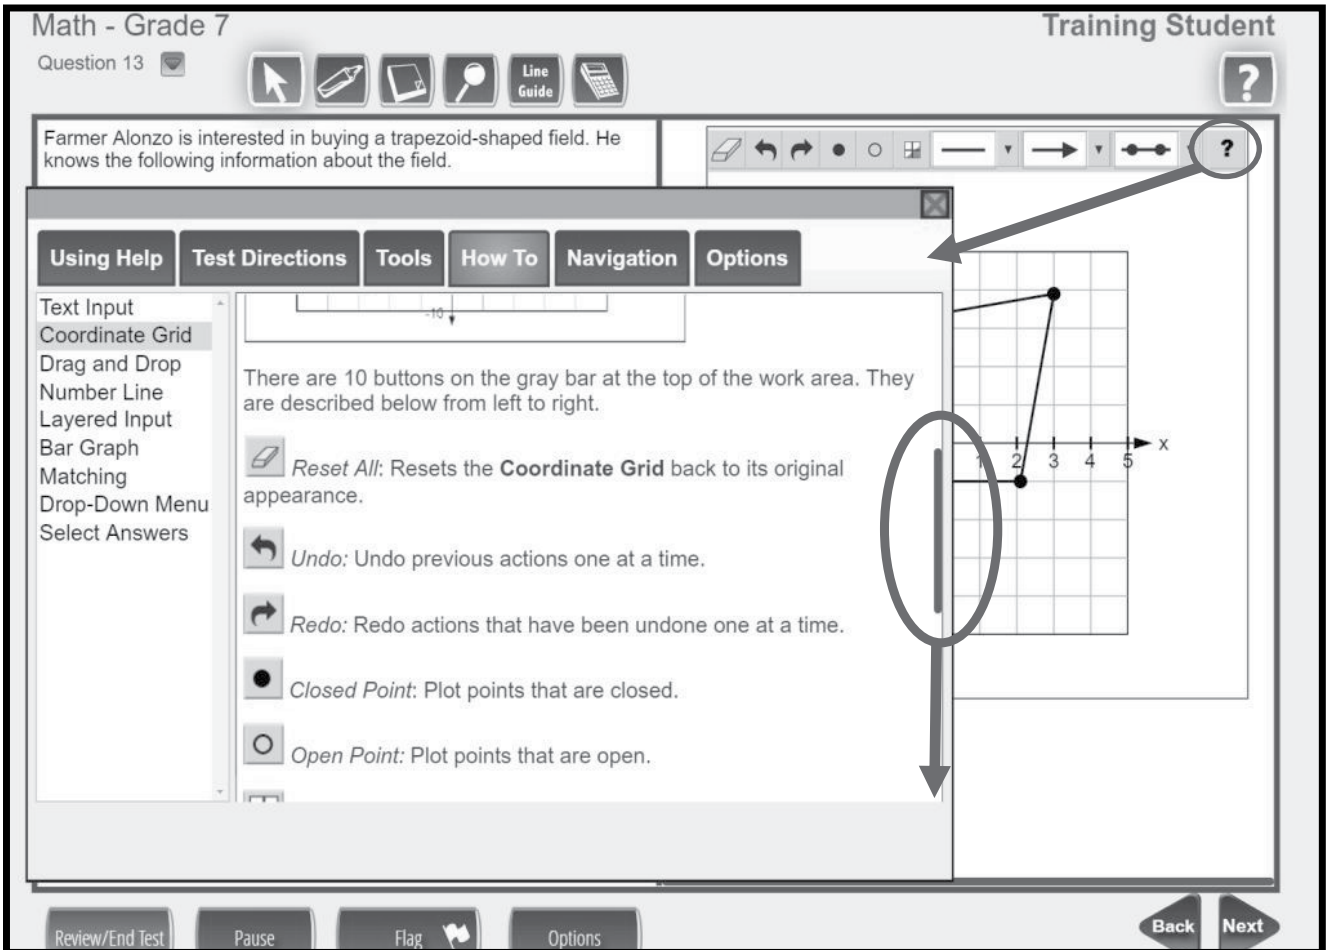 Math - Grade 7
Training Student
Question 13
Line
Guide
?
Farmer Alonzo is interested in buying a trapezoid-shaped field. He
knows the following information about the field.
?
Using Help
Test Directions
Tools
How To
Navigation
Options
Text Input
Coordinate Grid
Drag and Drop
Number Line
Layered Input
Bar Graph
Matching
Drop-Down Menu
Select Answers
-10
There are 10 buttons on the gray bar at the top of the work area. They
are described below from left to right.
Reset All: Resets the Coordinate Grid back to its original
appearance.
Undo: Undo previous actions one at a time.
Redo: Redo actions that have been undone one at a time.
Closed Point: Plot points that are closed.
Open Point: Plot points that are open.
x
1 2 3 4 5
Review/End Test
Pause
Flag
Options
Back
Next